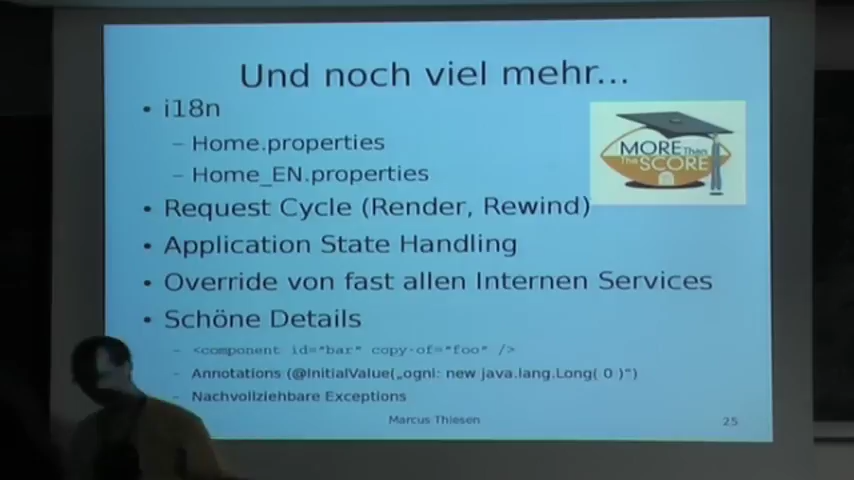 Und noch viel mehr...
• i18n
– Home.properties
– Home_EN.properties
MORE Than
The SCORE
• Request Cycle (Render, Rewind)
• Application State Handling
• Override von fast allen Internen Services
• Schöne Details
– <component id="bar" copy-of="foo" />
– Annotations (@InitialValue(„ognl: new java.lang.Long( 0 )“)
– Nachvollziehbare Exceptions
Marcus Thiesen
25